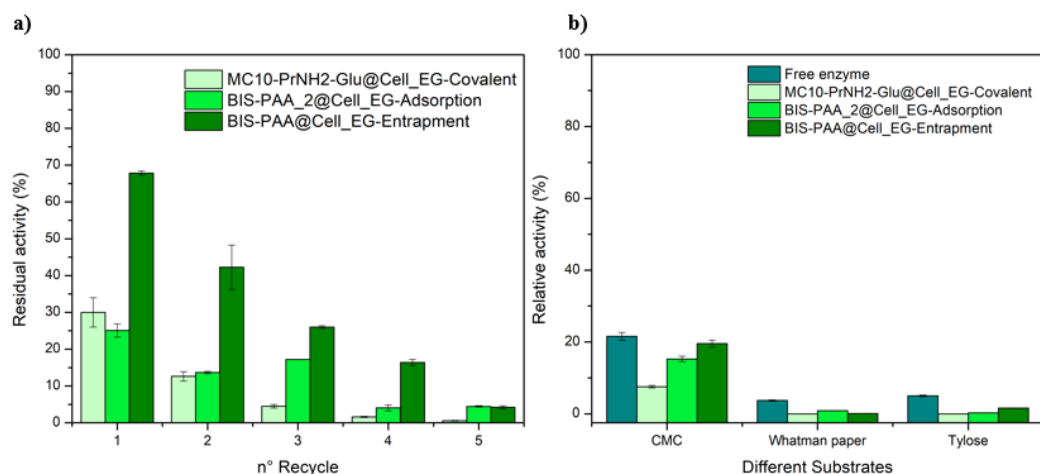 a)
100
90
80
70
60
50
40
30
20
10
0
Residual activity (%)
MC10-PrNH2-Glu@Cell_EG-Covalent
BIS-PAA_2@Cell_EG-Adsorption
BIS-PAA@Cell_EG-Entrapment
1 2 3 4 5
n° Recycle
b)
100
80
60
40
20
0
Relative activity (%)
Free enzyme
MC10-PrNH2-Glu@Cell_EG-Covalent
BIS-PAA_2@Cell_EG-Adsorption
BIS-PAA@Cell_EG-Entrapment
CMC Whatman paper Tylose
Different Substrates